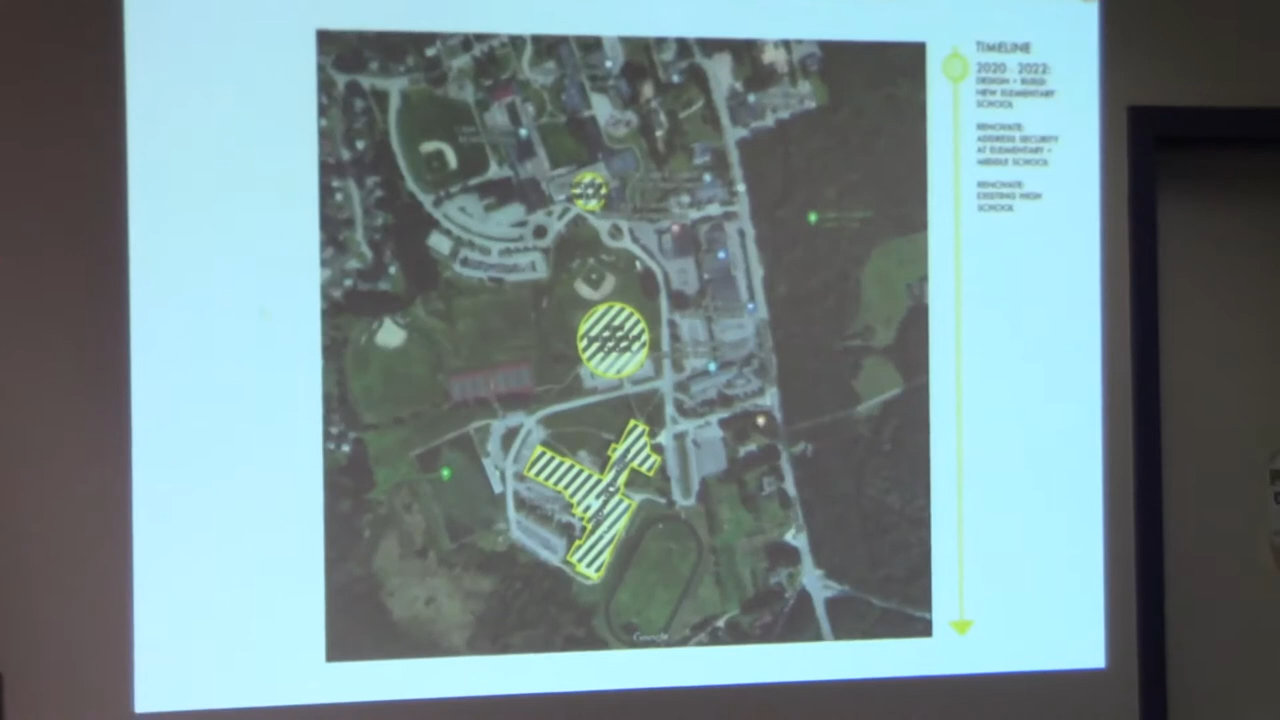 TIMELINE
2020 - 2022:
DESIGN + BUILD
NEW ELEMENTARY
SCHOOL
RENOVATE:
ADDRESS SECURITY
AT ELEMENTARY +
MIDDLE SCHOOL
RENOVATE
EXISTING HIGH
SCHOOL
Google